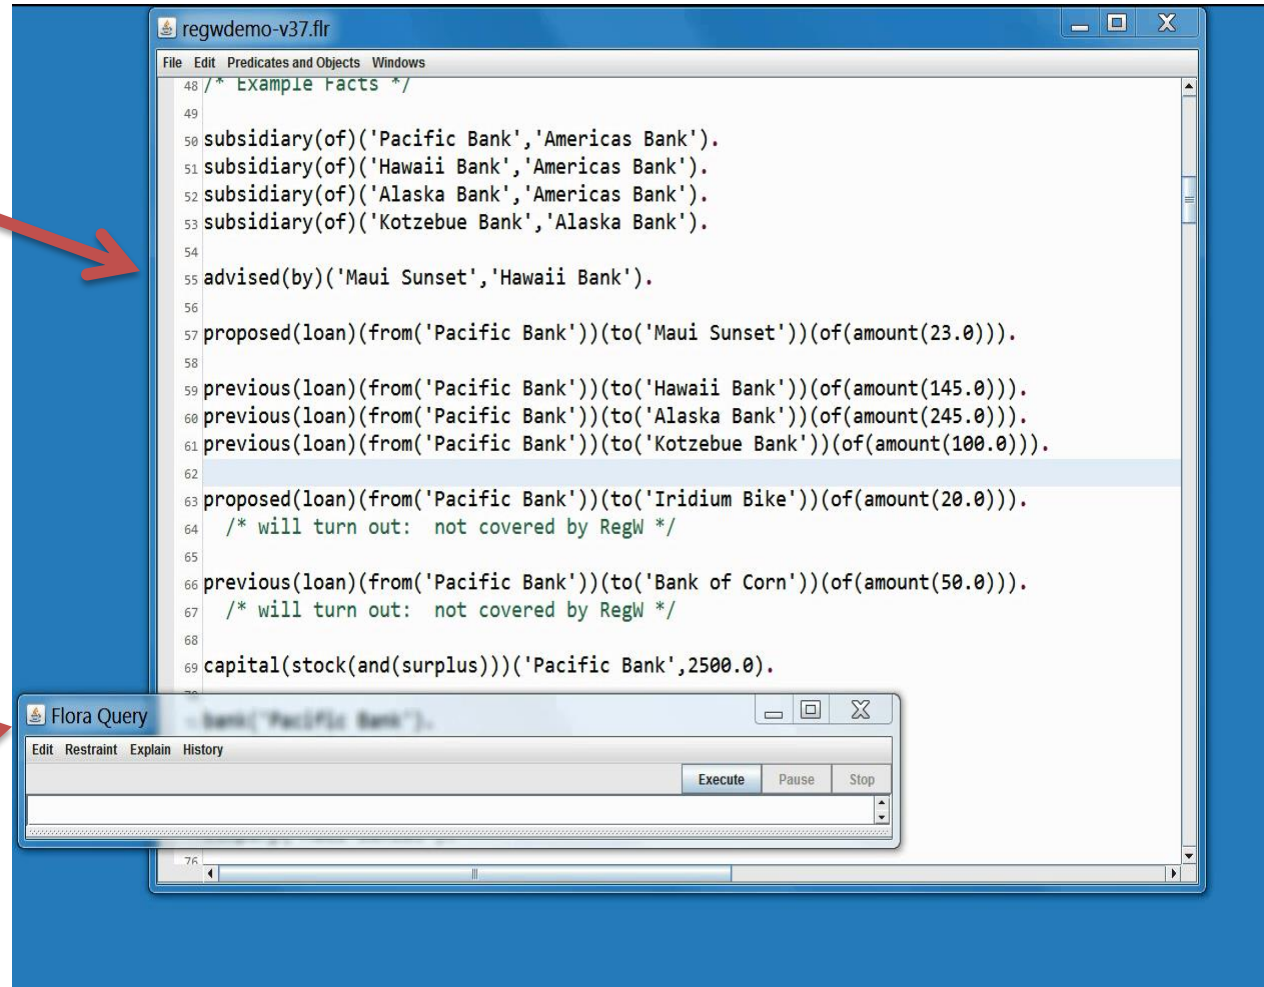 regwdemo-v37.flr
File Edit Predicates and Objects Windows
48 /* Example Facts */
49
50 subsidiary(of)('Pacific Bank','Americas Bank').
51 subsidiary(of)('Hawaii Bank','Americas Bank').
52 subsidiary(of)('Alaska Bank','Americas Bank').
53 subsidiary(of)('Kotzebue Bank','Alaska Bank').
54
55 advised(by)('Maui Sunset','Hawaii Bank').
56
57 proposed(loan)(from('Pacific Bank'))(to('Maui Sunset'))(of(amount(23.0))).
58
59 previous(loan)(from('Pacific Bank'))(to('Hawaii Bank'))(of(amount(145.0))).
60 previous(loan)(from('Pacific Bank'))(to('Alaska Bank'))(of(amount(245.0))).
61 previous(loan)(from('Pacific Bank'))(to('Kotzebue Bank'))(of(amount(100.0))).
62
63 proposed(loan)(from('Pacific Bank'))(to('Iridium Bike'))(of(amount(20.0))).
64 /* will turn out: not covered by RegW */
65
66 previous(loan)(from('Pacific Bank'))(to('Bank of Corn'))(of(amount(50.0))).
67 /* will turn out: not covered by RegW */
68
69 capital(stock(and(surplus)))('Pacific Bank',2500.0).
bank('Pacific Bank').
Flora Query
Edit Restraint Explain History
Execute Pause Stop
76